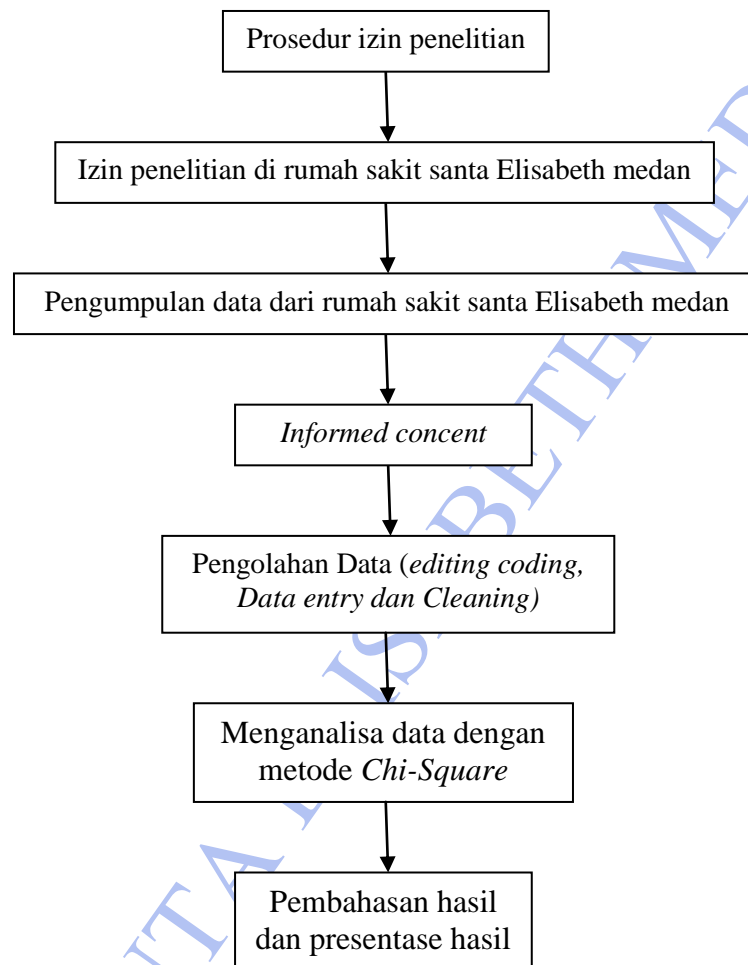 Prosedur izin penelitian
Izin penelitian di rumah sakit santa Elisabeth medan
Pengumpulan data dari rumah sakit santa Elisabeth medan
Informed concent
Pengolahan Data (editing coding,
Data entry dan Cleaning)
Menganalisa data dengan
metode Chi-Square
Pembahasan hasil
dan presentase hasil